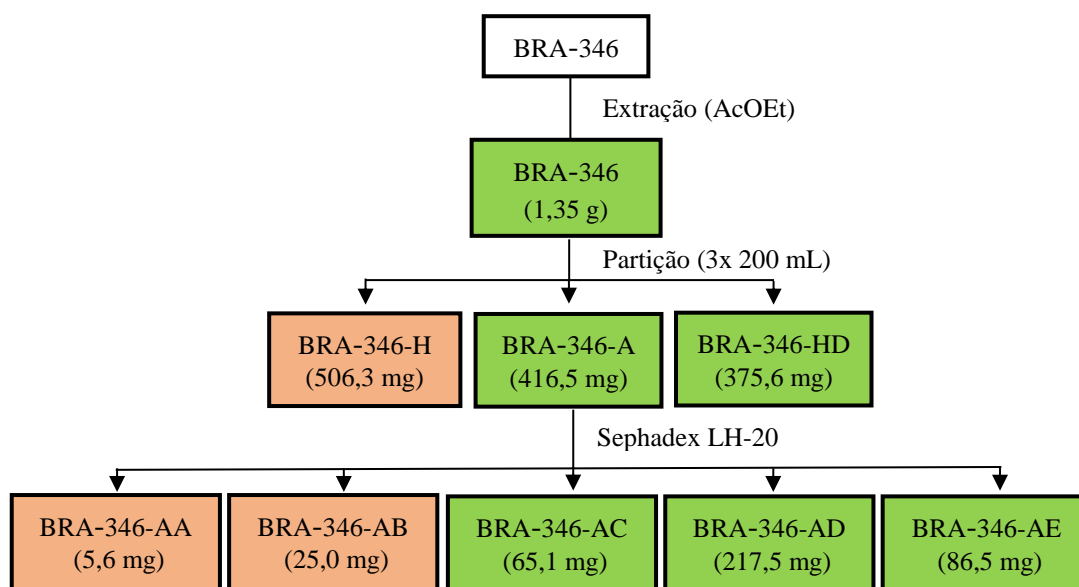 BRA-346
Extração (AcOEt)
BRA-346
(1,35 g)
Partição (3x 200 mL)
BRA-346-H
(506,3 mg)
BRA-346-A
(416,5 mg)
BRA-346-HD
(375,6 mg)
Sephadex LH-20
BRA-346-AA
(5,6 mg)
BRA-346-AB
(25,0 mg)
BRA-346-AC
(65,1 mg)
BRA-346-AD
(217,5 mg)
BRA-346-AE
(86,5 mg)